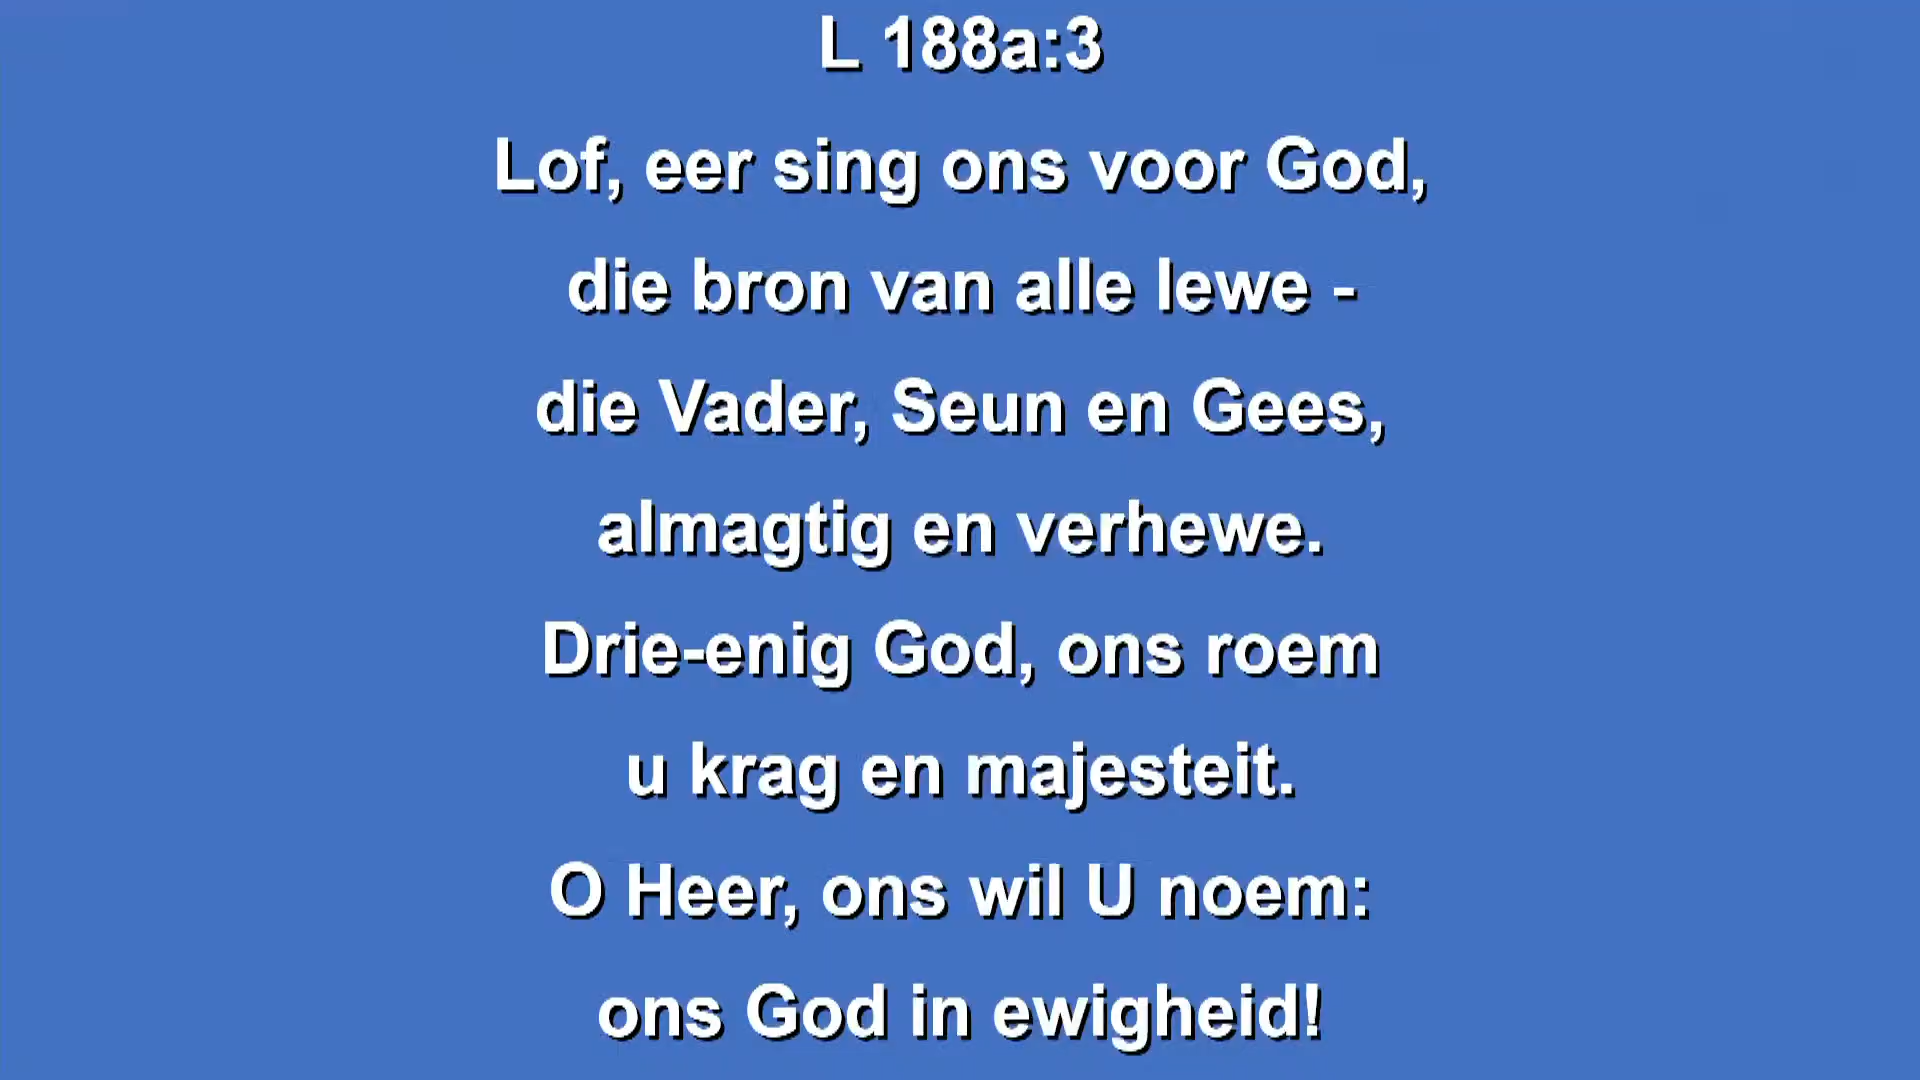 L 188a:3
Lof, eer sing ons voor God,
die bron van alle lewe -
die Vader, Seun en Gees,
almagtig en verhewe.
Drie-enig God, ons roem
u krag en majesteit.
O Heer, ons wil U noem:
ons God in ewigheid!